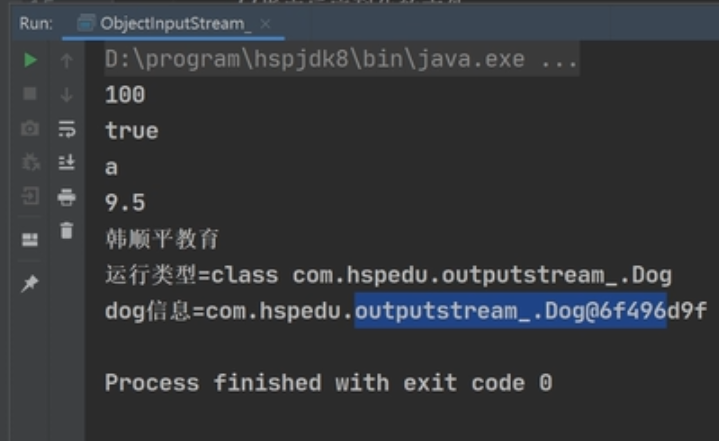 Run: ObjectInputStream_ ×
D:\program\hspjdk8\bin\java.exe ...
100
true
a
9.5
韩顺平教育
运行类型=class com.hspedu.outputstream_.Dog
dog信息=com.hspedu.outputstream_.Dog@6f496d9f
Process finished with exit code 0